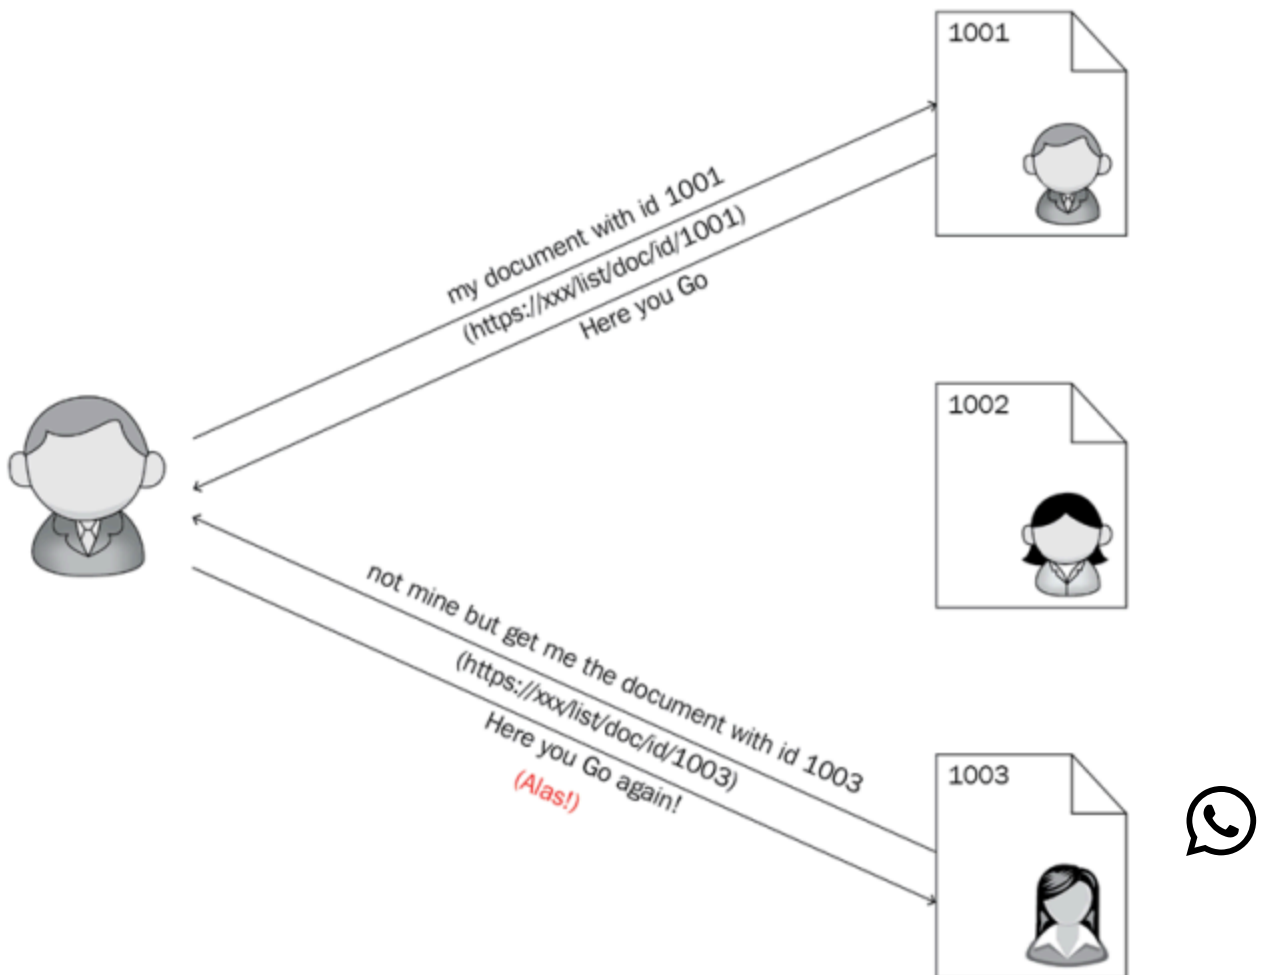 1001
my document with id 1001
(https://xxx/list/doc/id/1001)
Here you Go
1002
not mine but get me the document with id 1003
(https://xxx/list/doc/id/1003)
Here you Go again!
(Alas!)
1003